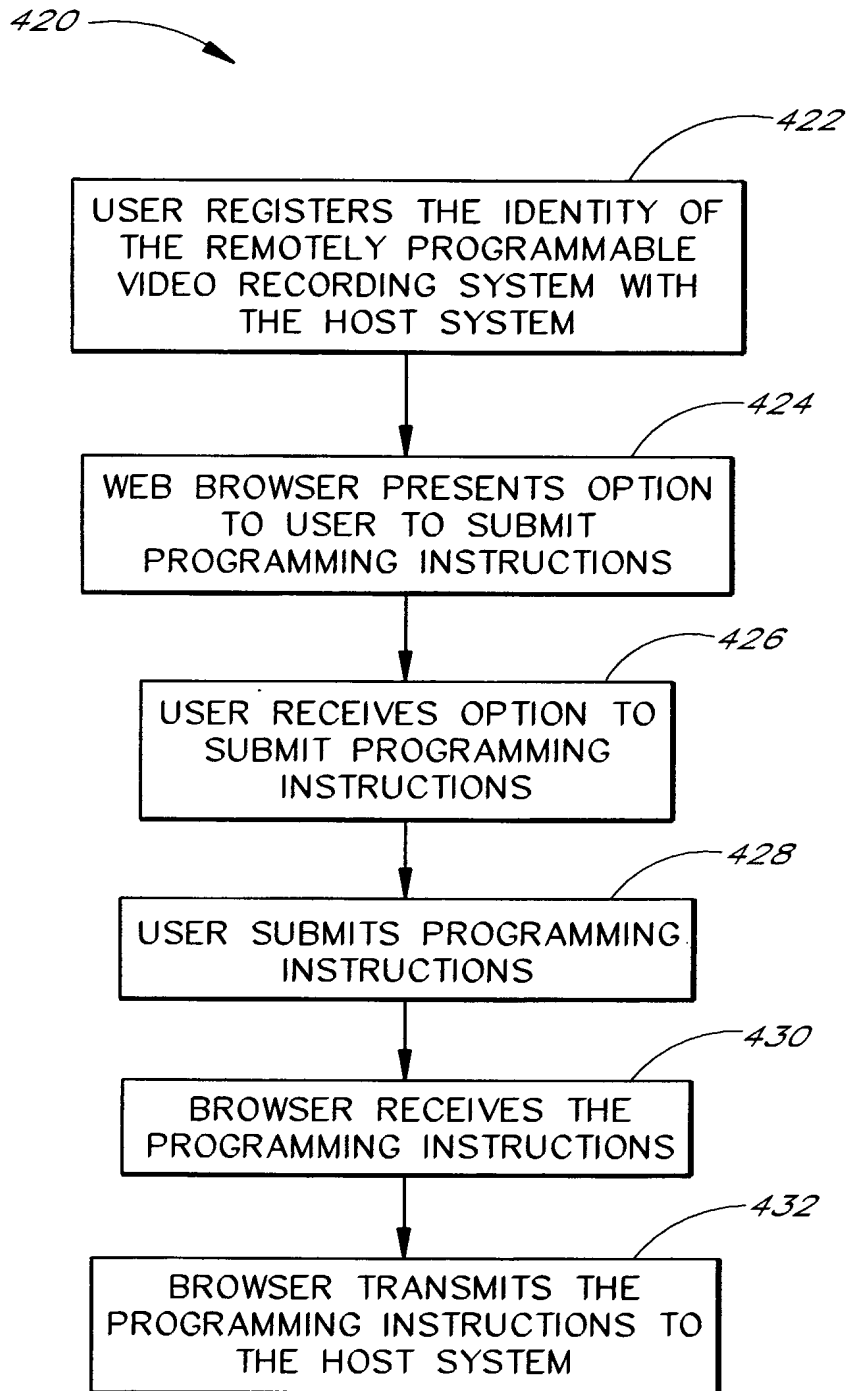 420
422
USER REGISTERS THE IDENTITY OF
THE REMOTELY PROGRAMMABLE
VIDEO RECORDING SYSTEM WITH
THE HOST SYSTEM
424
WEB BROWSER PRESENTS OPTION
TO USER TO SUBMIT
PROGRAMMING INSTRUCTIONS
426
USER RECEIVES OPTION TO
SUBMIT PROGRAMMING
INSTRUCTIONS
428
USER SUBMITS PROGRAMMING
INSTRUCTIONS
430
BROWSER RECEIVES THE
PROGRAMMING INSTRUCTIONS
432
BROWSER TRANSMITS THE
PROGRAMMING INSTRUCTIONS TO
THE HOST SYSTEM